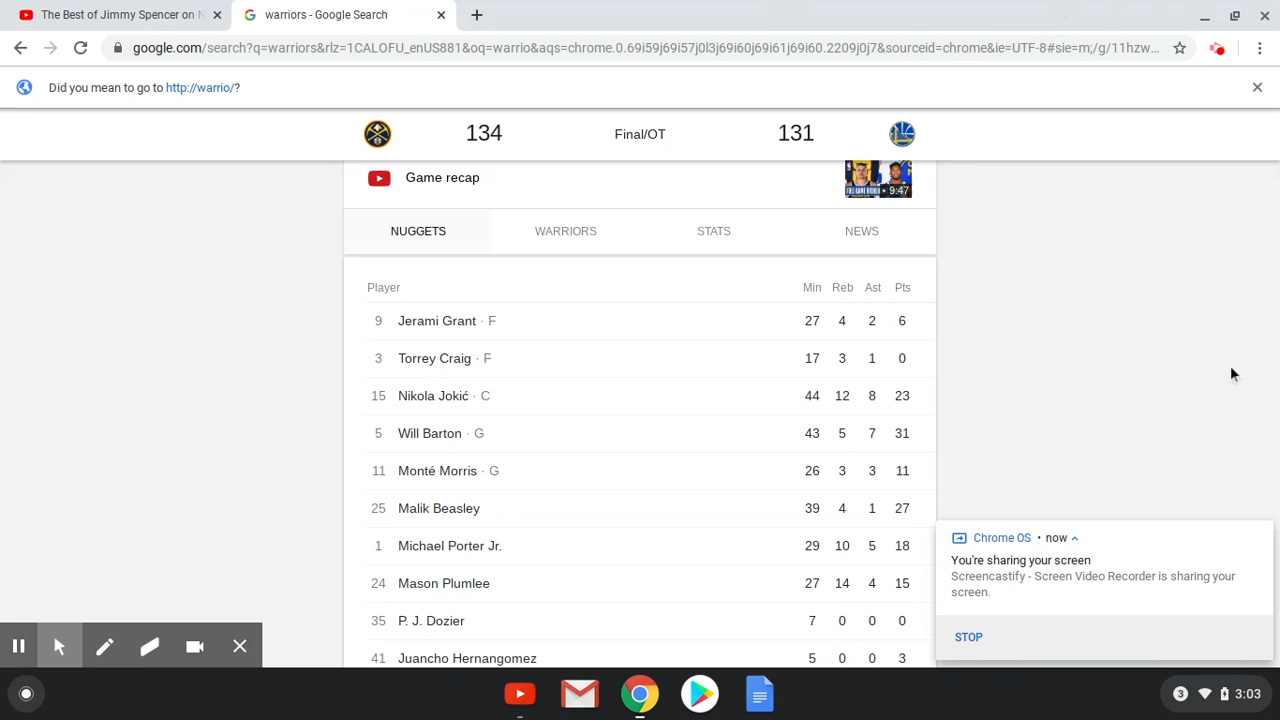 The Best of Jimmy Spencer on N
warriors - Google Search
google.com/search?q=warriors&rlz=1CALOFU_enUS881&oq=warrio&aqs=chrome.0.69i59j69i57j0l3j69i60j69i61j69i60.2209j0j7&sourceid=chrome&ie=UTF-8#sie=m;/g/11hzw...
Did you mean to go to http://warrio/?
134 Final/OT 131
Game recap
9:47
NUGGETS WARRIORS STATS NEWS
Player Min Reb Ast Pts
9 Jerami Grant · F 27 4 2 6
3 Torrey Craig · F 17 3 1 0
15 Nikola Jokić · C 44 12 8 23
5 Will Barton · G 43 5 7 31
11 Monté Morris · G 26 3 3 11
25 Malik Beasley 39 4 1 27
1 Michael Porter Jr. 29 10 5 18
24 Mason Plumlee 27 14 4 15
35 P. J. Dozier 7 0 0 0
41 Juancho Hernangomez 5 0 0 3
Chrome OS • now
You're sharing your screen
Screencastify - Screen Video Recorder is sharing your
screen.
STOP
3 3:03